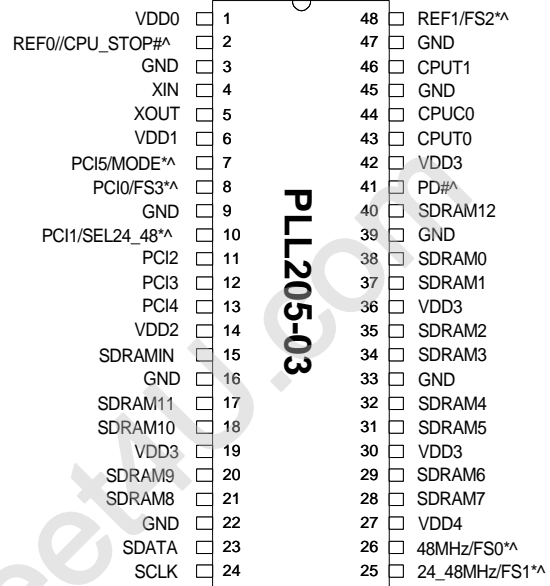 VDD0 1 48 REF1/FS2*^
REF0//CPU_STOP#^ 2 47 GND
GND 3 46 CPUT1
XIN 4 45 GND
XOUT 5 44 CPUC0
VDD1 6 43 CPUT0
PCI5/MODE*^ 7 42 VDD3
PCI0/FS3*^ 8 41 PD#^
GND 9 40 SDRAM12
PCI1/SEL24_48*^ 10 39 GND
PCI2 11 38 SDRAM0
PCI3 12 37 SDRAM1
PCI4 13 36 VDD3
VDD2 14 35 SDRAM2
SDRAMIN 15 34 SDRAM3
GND 16 33 GND
SDRAM11 17 32 SDRAM4
SDRAM10 18 31 SDRAM5
VDD3 19 30 VDD3
SDRAM9 20 29 SDRAM6
SDRAM8 21 28 SDRAM7
GND 22 27 VDD4
SDATA 23 26 48MHz/FS0*^
SCLK 24 25 24_48MHz/FS1*^
PLL205-03
et4U.com